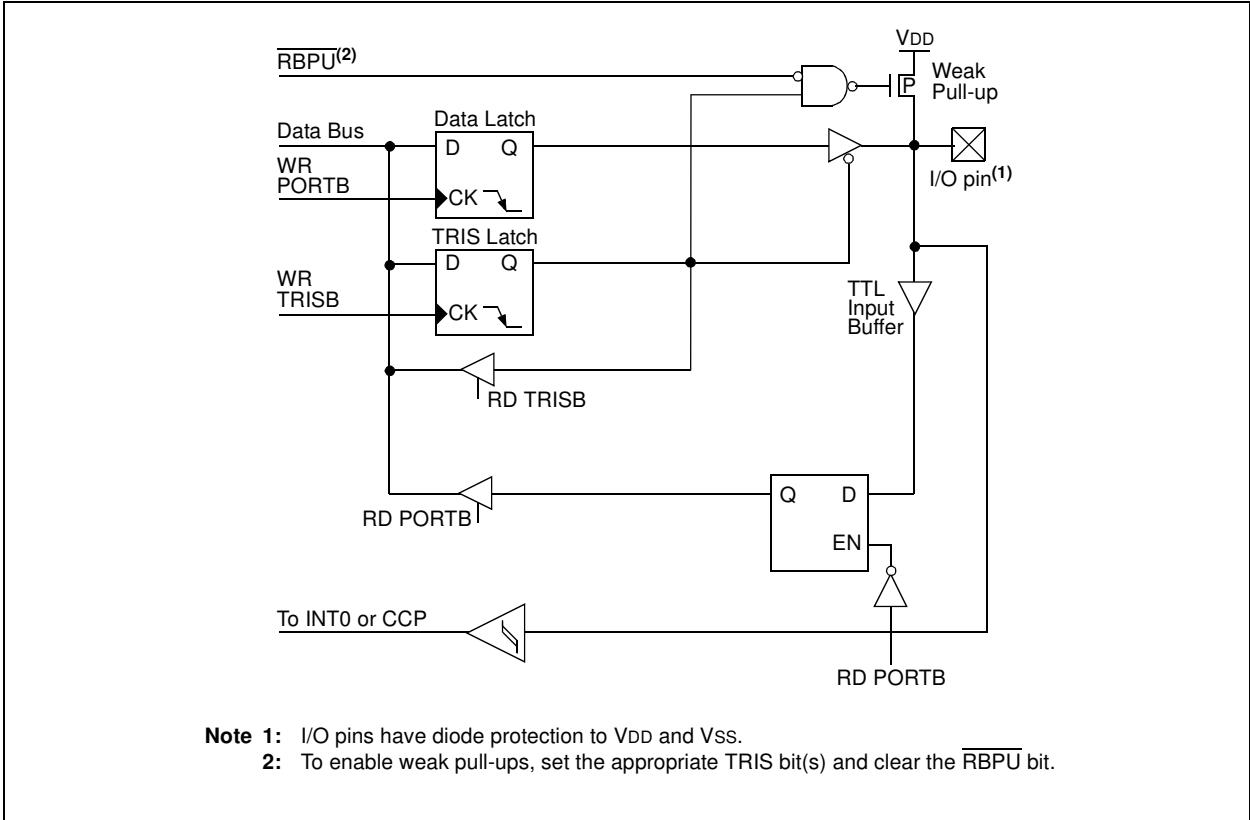 VDD
RBPU(2)
Weak
Pull-up
P
Data Latch
Data Bus
D Q
WR
PORTB
CK
I/O pin(1)
TRIS Latch
D Q
WR
TRISB
CK
TTL
Input
Buffer
RD TRISB
Q D
RD PORTB
EN
To INT0 or CCP
RD PORTB
Note 1: I/O pins have diode protection to VDD and VSS.
2: To enable weak pull-ups, set the appropriate TRIS bit(s) and clear the RBPU bit.